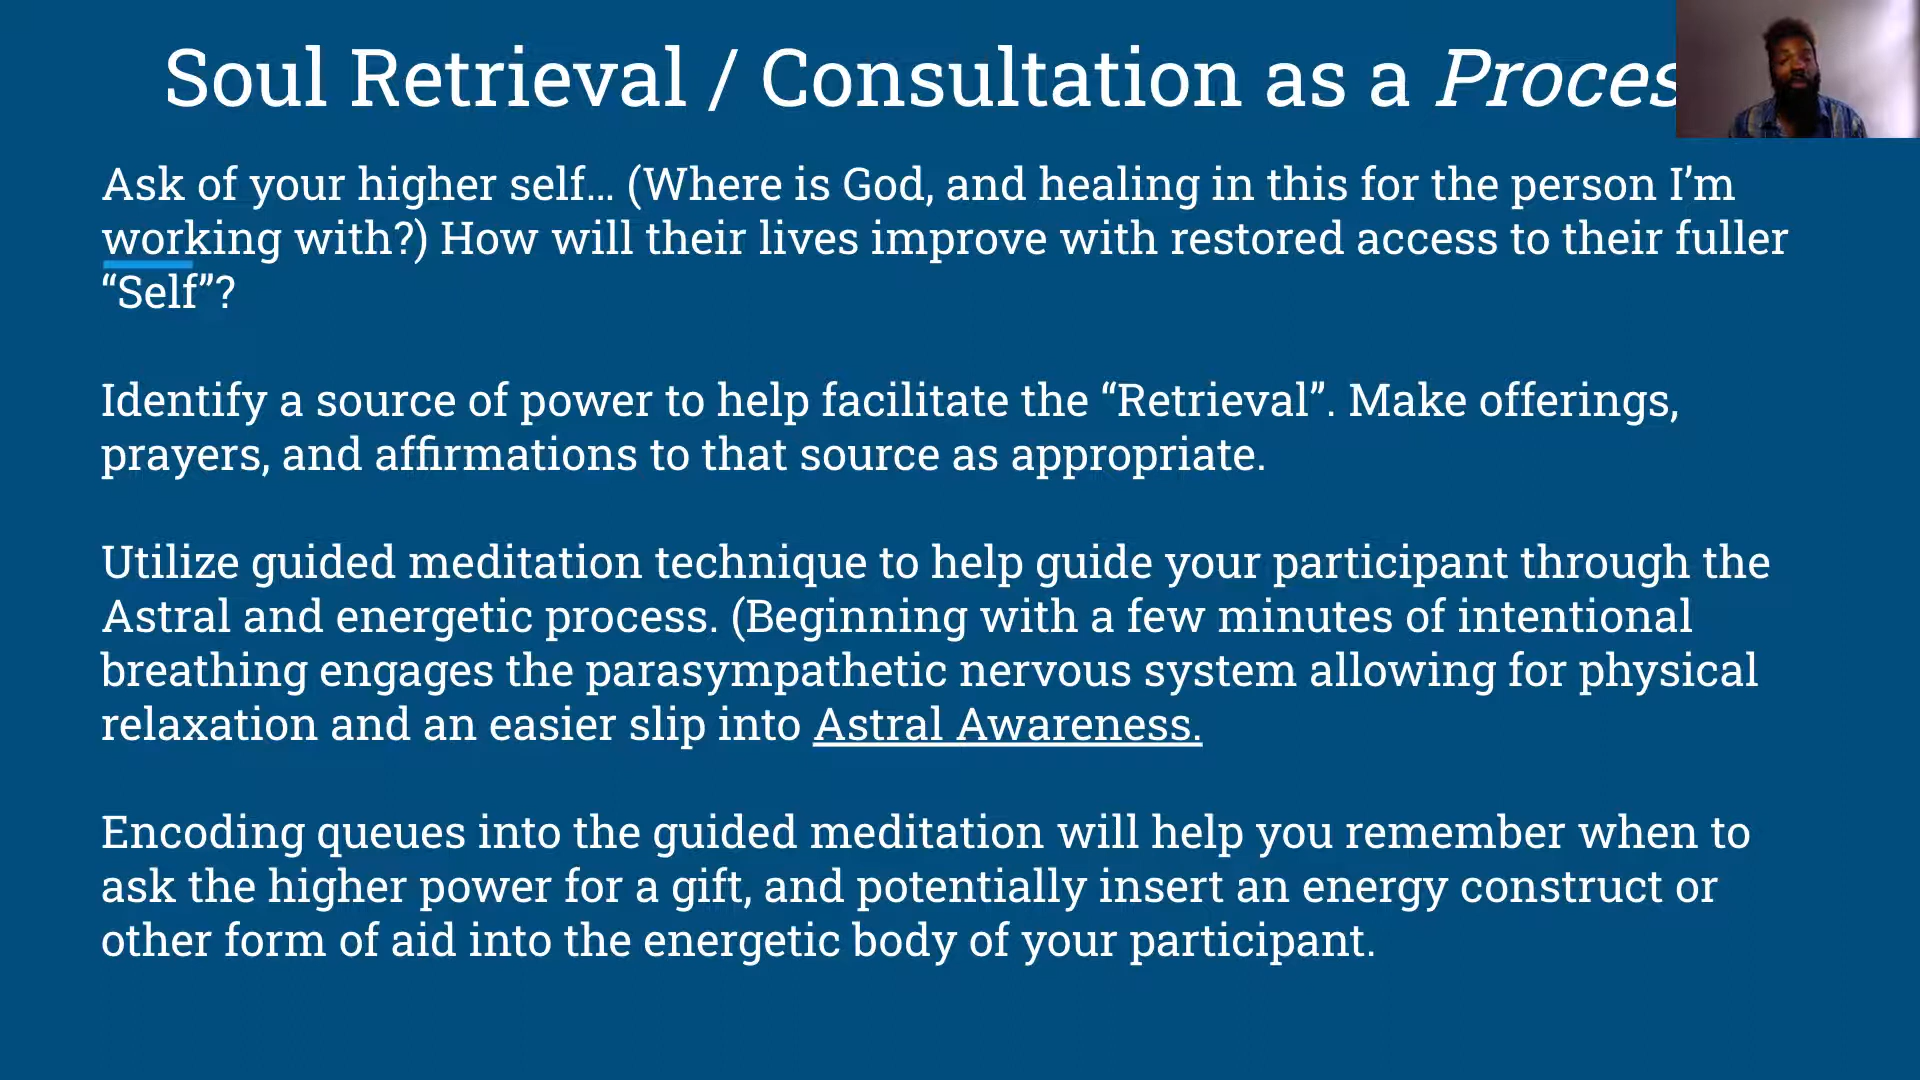 Soul Retrieval / Consultation as a Proces
Ask of your higher self... (Where is God, and healing in this for the person I’m
working with?) How will their lives improve with restored access to their fuller
“Self”?
Identify a source of power to help facilitate the “Retrieval”. Make offerings,
prayers, and affirmations to that source as appropriate.
Utilize guided meditation technique to help guide your participant through the
Astral and energetic process. (Beginning with a few minutes of intentional
breathing engages the parasympathetic nervous system allowing for physical
relaxation and an easier slip into Astral Awareness.
Encoding queues into the guided meditation will help you remember when to
ask the higher power for a gift, and potentially insert an energy construct or
other form of aid into the energetic body of your participant.